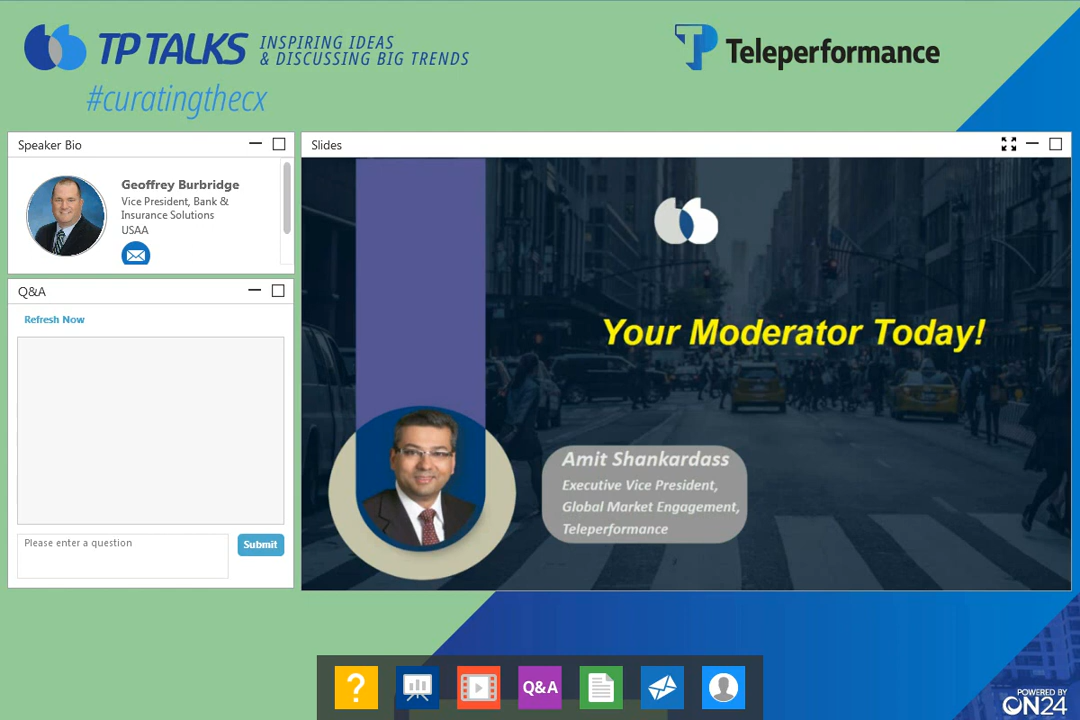 TP TALKS
INSPIRING IDEAS
& DISCUSSING BIG TRENDS
#curatingthecx
Teleperformance
Speaker Bio
Geoffrey Burbridge
Vice President, Bank &
Insurance Solutions
USAA
Slides
Your Moderator Today!
Amit Shankardass
Executive Vice President,
Global Market Engagement,
Teleperformance
Q&A
Refresh Now
Please enter a question
Submit
?
Q&A
POWERED BY
ON24